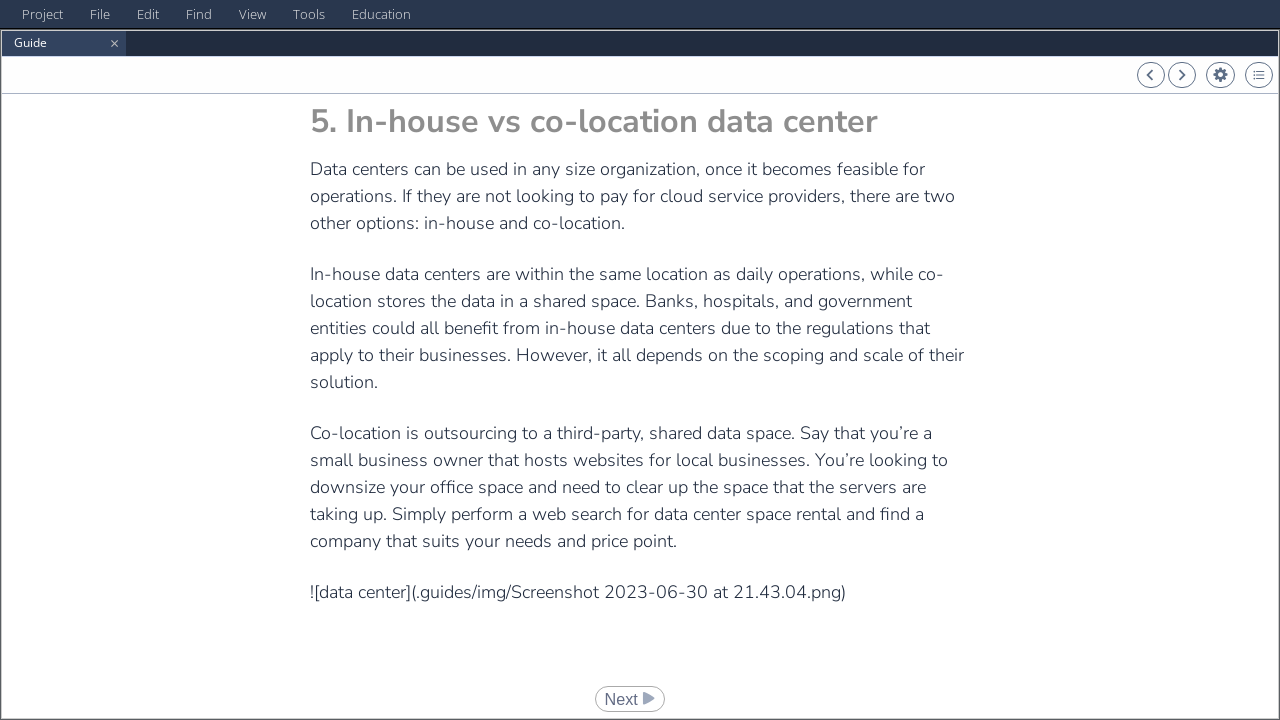 Project File Edit Find View Tools Education
Guide ×
5. In-house vs co-location data center
Data centers can be used in any size organization, once it becomes feasible for
operations. If they are not looking to pay for cloud service providers, there are two
other options: in-house and co-location.
In-house data centers are within the same location as daily operations, while co-
location stores the data in a shared space. Banks, hospitals, and government
entities could all benefit from in-house data centers due to the regulations that
apply to their businesses. However, it all depends on the scoping and scale of their
solution.
Co-location is outsourcing to a third-party, shared data space. Say that you’re a
small business owner that hosts websites for local businesses. You’re looking to
downsize your office space and need to clear up the space that the servers are
taking up. Simply perform a web search for data center space rental and find a
company that suits your needs and price point.
![data center](.guides/img/Screenshot 2023-06-30 at 21.43.04.png)
Next